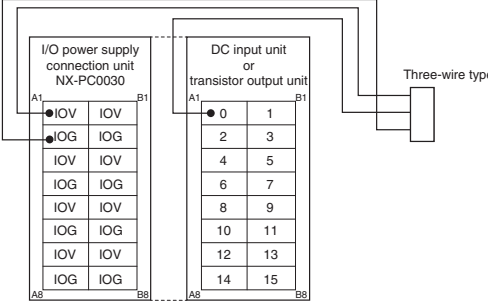 I/O power supply
connection unit
NX-PC0030
DC input unit
or
transistor output unit
Three-wire type
A1 B1 A1 B1
IOV IOV 0 1
IOG IOG 2 3
IOV IOV 4 5
IOG IOG 6 7
IOV IOV 8 9
IOG IOG 10 11
IOV IOV 12 13
IOG IOG 14 15
A8 B8 A8 B8